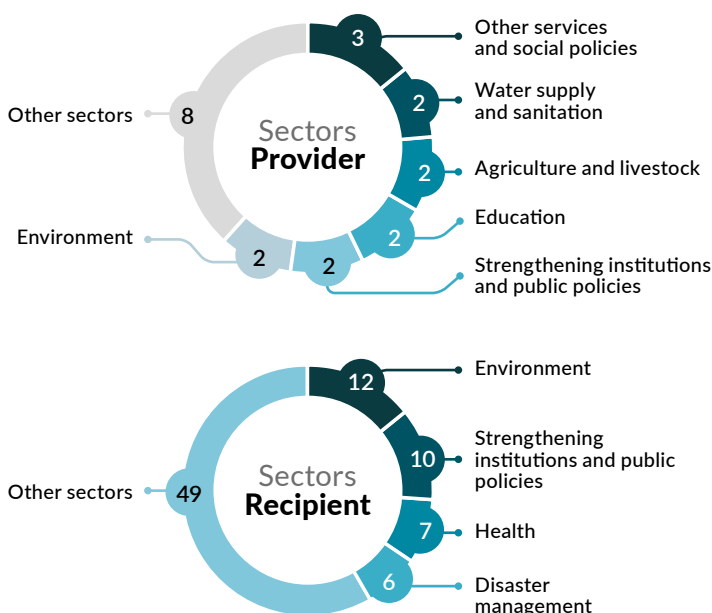 3
Other services
and social policies
2
Water supply
and sanitation
Other sectors
8
Sectors
Provider
2
Agriculture and livestock
2
Education
Environment
2
2
Strengthening institutions
and public policies
12
Environment
Strengthening
institutions and public
policies
10
Sectors
Recipient
Other sectors
49
7
Health
6
Disaster
management